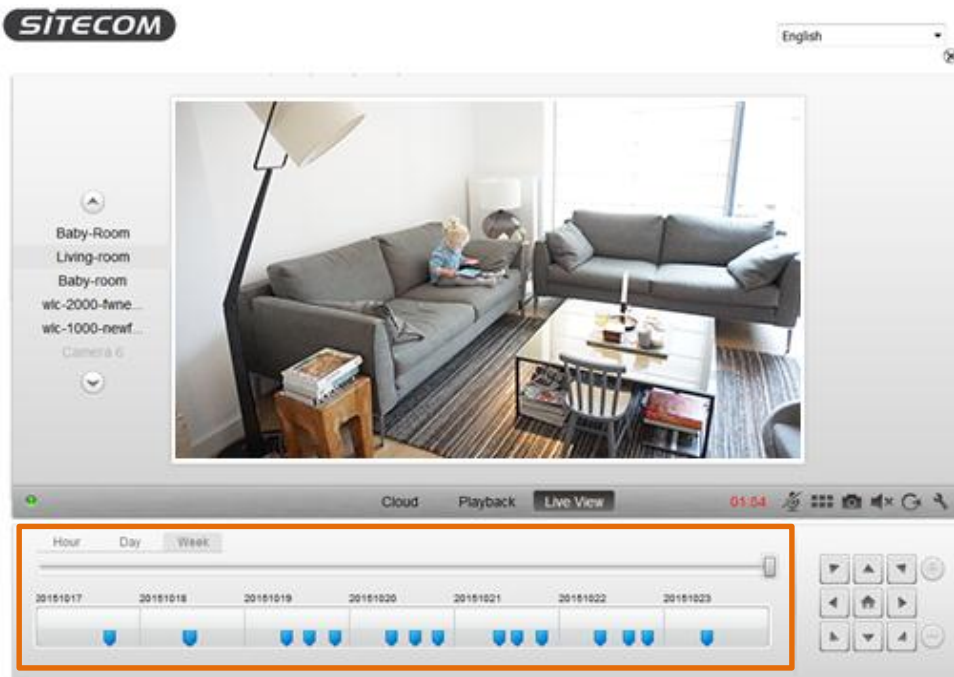 SITECOM
English
Baby-Room
Living-room
Baby-room
wlc-2000-fwne...
wlc-1000-newf...
Camera 6
Cloud Playback Live View 01:54
Hour Day Week
20151017 20151018 20151019 20151020 20151021 20151022 20151023